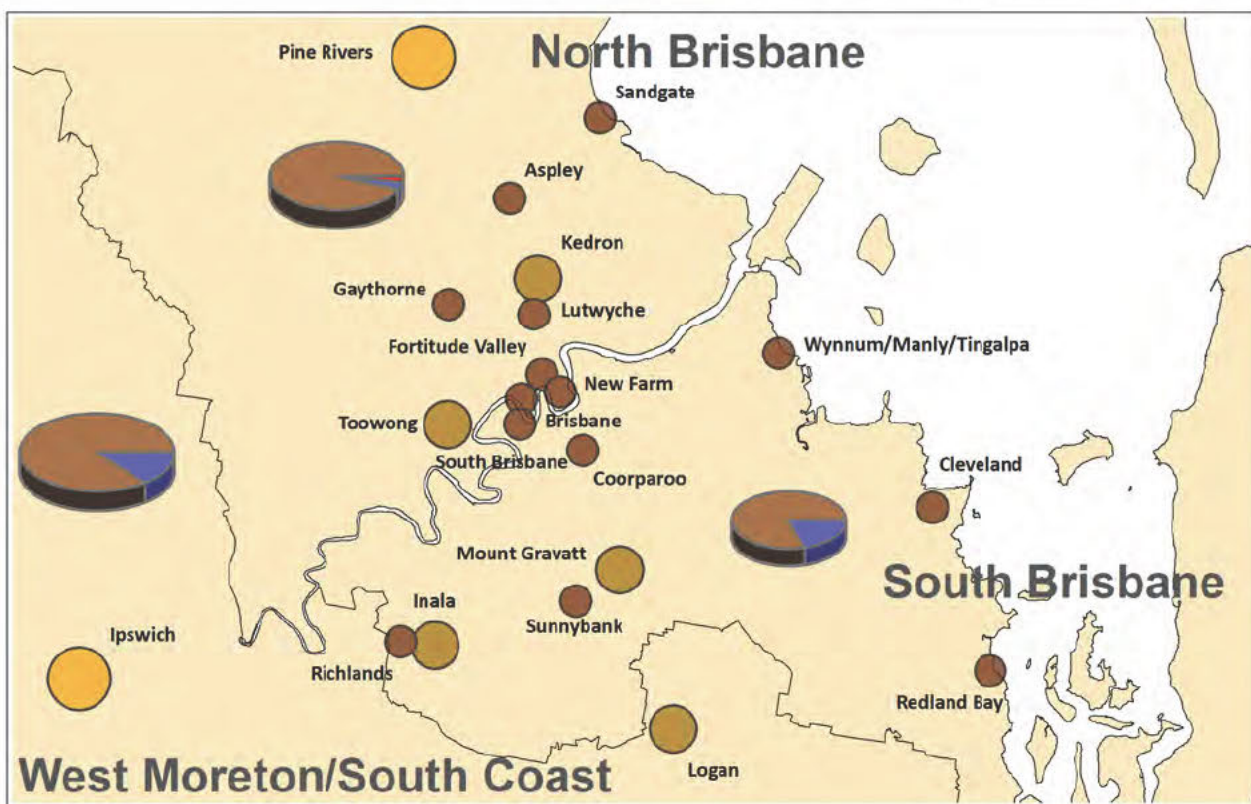 Pine Rivers
North Brisbane
Sandgate
Aspley
Kedron
Gaythorne
Lutwyche
Fortitude Valley
Wynnum/Manly/Tingalpa
New Farm
Toowong
Brisbane
South Brisbane
Coorparoo
Cleveland
Mount Gravatt
South Brisbane
Inala
Sunnybank
Ipswich
Richlands
Redland Bay
West Moreton/South Coast
Logan